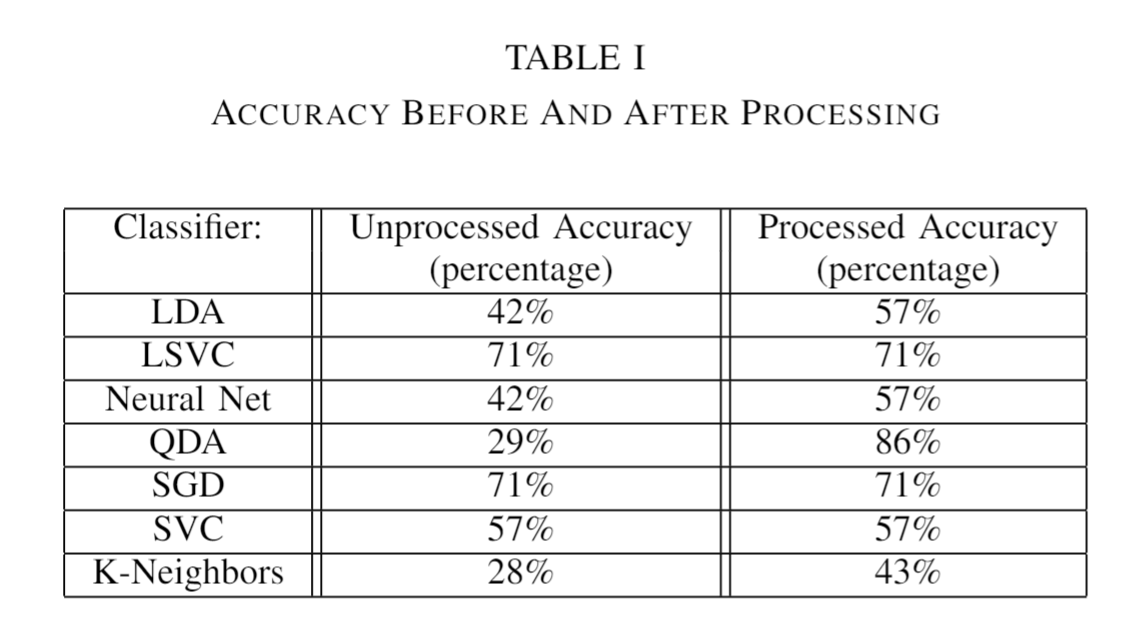 TABLE I
ACCURACY BEFORE AND AFTER PROCESSING
Classifier: Unprocessed Accuracy (percentage) Processed Accuracy (percentage)
LDA 42% 57%
LSVC 71% 71%
Neural Net 42% 57%
QDA 29% 86%
SGD 71% 71%
SVC 57% 57%
K-Neighbors 28% 43%